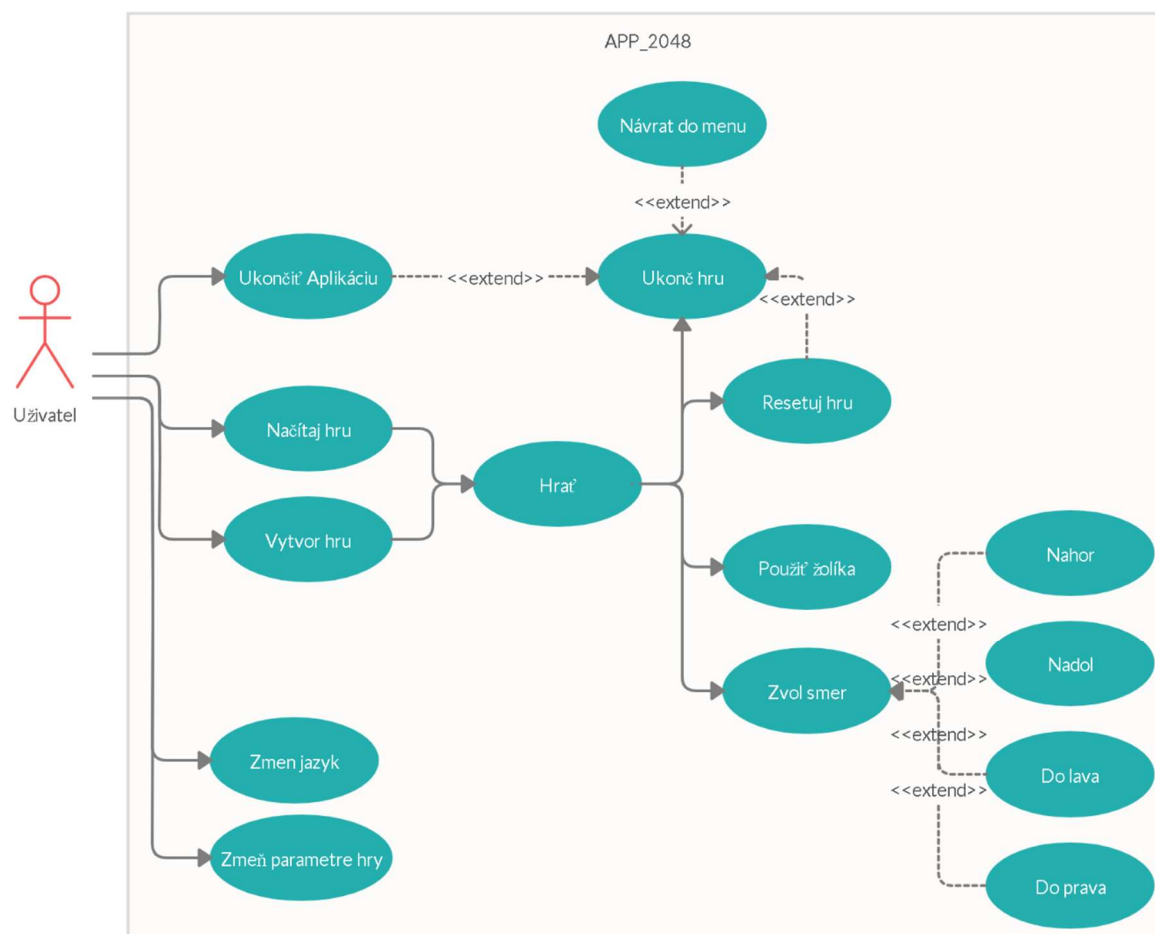 APP_2048
Návrat do menu
<<extend>>
Ukončiť Aplikáciu
<<extend>>
Ukonč hru
<<extend>>
Resetuj hru
Uživatel
Načítaj hru
Hrať
Vytvor hru
Použiť žolíka
Nahor
<<extend>>
Nadol
<<extend>>
Zvol smer
<<extend>>
Zmen jazyk
Do lava
<<extend>>
Zmeň parametre hry
Do prava